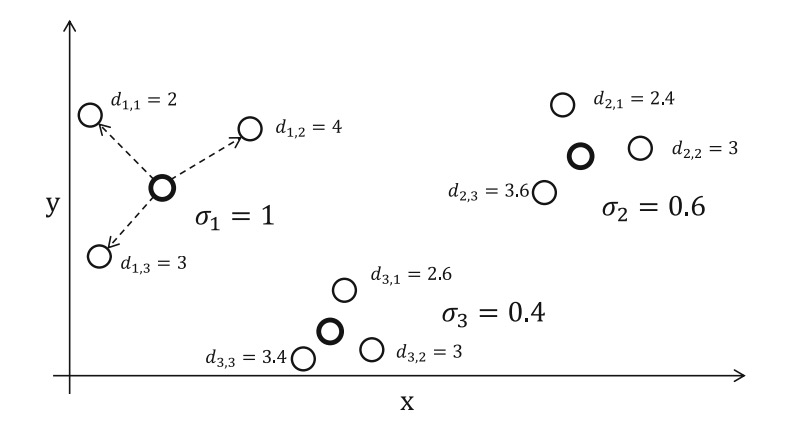 d₁,₁ = 2
d₁,₂ = 4
σ₁ = 1
d₁,₃ = 3
d₂,₁ = 2.4
d₂,₂ = 3
d₂,₃ = 3.6
σ₂ = 0.6
d₃,₁ = 2.6
σ₃ = 0.4
d₃,₃ = 3.4
d₃,₂ = 3
y
x